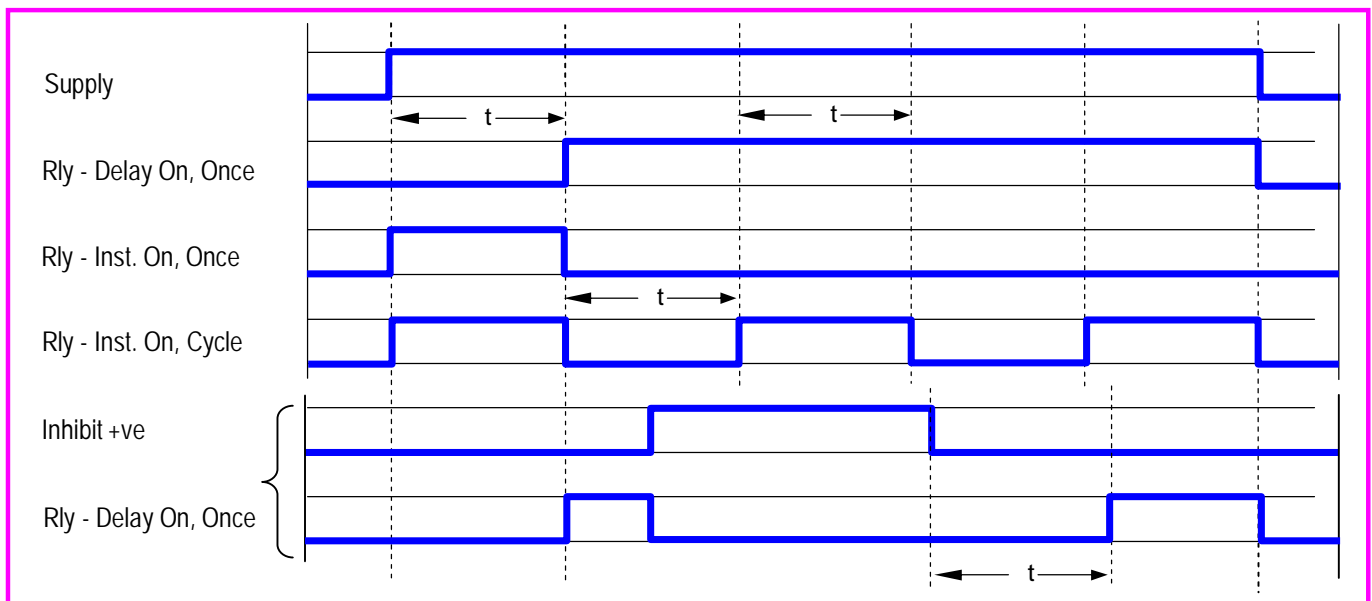 Supply
t
t
Rly - Delay On, Once
Rly - Inst. On, Once
t
Rly - Inst. On, Cycle
Inhibit +ve
Rly - Delay On, Once
t